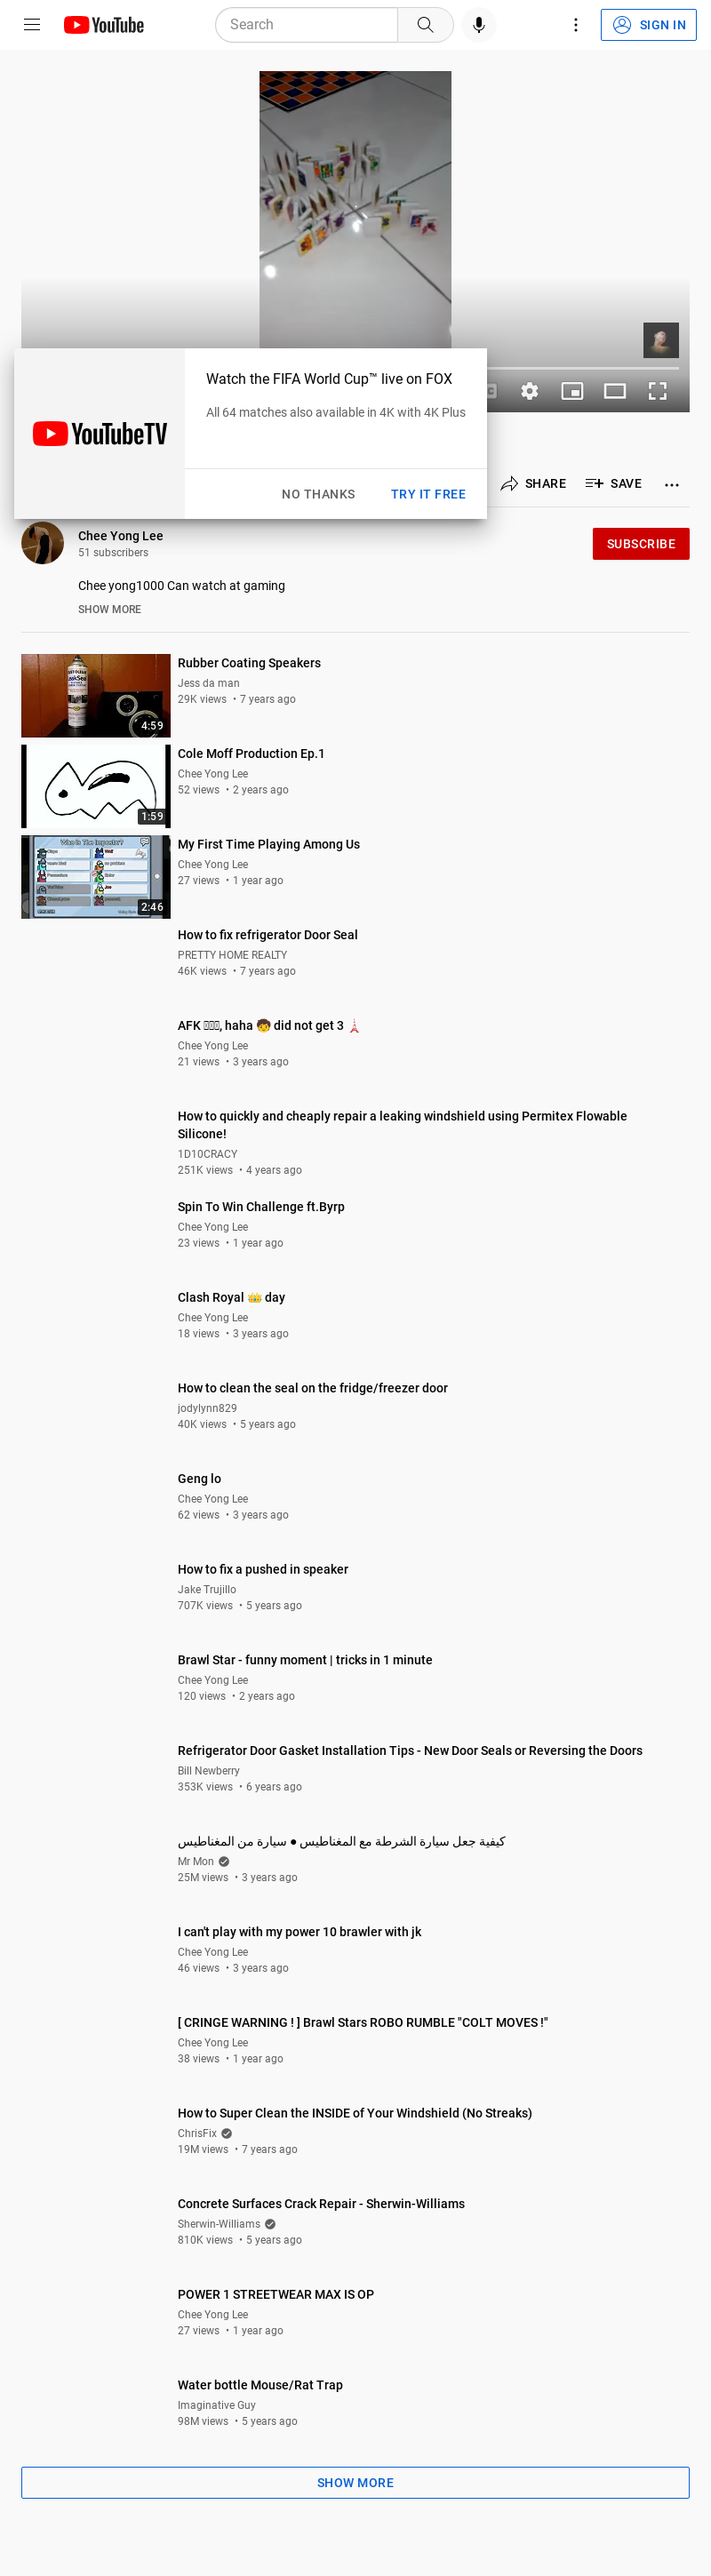 YouTube
Search
SIGN IN
Watch the FIFA World Cup™ live on FOX
All 64 matches also available in 4K with 4K Plus
YouTubeTV
NO THANKS
TRY IT FREE
SHARE
SAVE
Chee Yong Lee
51 subscribers
SUBSCRIBE
Chee yong1000 Can watch at gaming
SHOW MORE
4:59
Rubber Coating Speakers
Jess da man
29K views • 7 years ago
1:59
Cole Moff Production Ep.1
Chee Yong Lee
52 views • 2 years ago
Who Is The Impostor?
2:46
My First Time Playing Among Us
Chee Yong Lee
27 views • 1 year ago
How to fix refrigerator Door Seal
PRETTY HOME REALTY
46K views • 7 years ago
AFK , haha 🧒 did not get 3 🗼
Chee Yong Lee
21 views • 3 years ago
How to quickly and cheaply repair a leaking windshield using Permitex Flowable
Silicone!
1D10CRACY
251K views • 4 years ago
Spin To Win Challenge ft.Byrp
Chee Yong Lee
23 views • 1 year ago
Clash Royal 👑 day
Chee Yong Lee
18 views • 3 years ago
How to clean the seal on the fridge/freezer door
jodylynn829
40K views • 5 years ago
Geng lo
Chee Yong Lee
62 views • 3 years ago
How to fix a pushed in speaker
Jake Trujillo
707K views • 5 years ago
Brawl Star - funny moment | tricks in 1 minute
Chee Yong Lee
120 views • 2 years ago
Refrigerator Door Gasket Installation Tips - New Door Seals or Reversing the Doors
Bill Newberry
353K views • 6 years ago
كيفية جعل سيارة الشرطة مع المغناطيس ● سيارة من المغناطيس
Mr Mon
25M views • 3 years ago
I can't play with my power 10 brawler with jk
Chee Yong Lee
46 views • 3 years ago
[ CRINGE WARNING ! ] Brawl Stars ROBO RUMBLE "COLT MOVES !"
Chee Yong Lee
38 views • 1 year ago
How to Super Clean the INSIDE of Your Windshield (No Streaks)
ChrisFix
19M views • 7 years ago
Concrete Surfaces Crack Repair - Sherwin-Williams
Sherwin-Williams
810K views • 5 years ago
POWER 1 STREETWEAR MAX IS OP
Chee Yong Lee
27 views • 1 year ago
Water bottle Mouse/Rat Trap
Imaginative Guy
98M views • 5 years ago
SHOW MORE